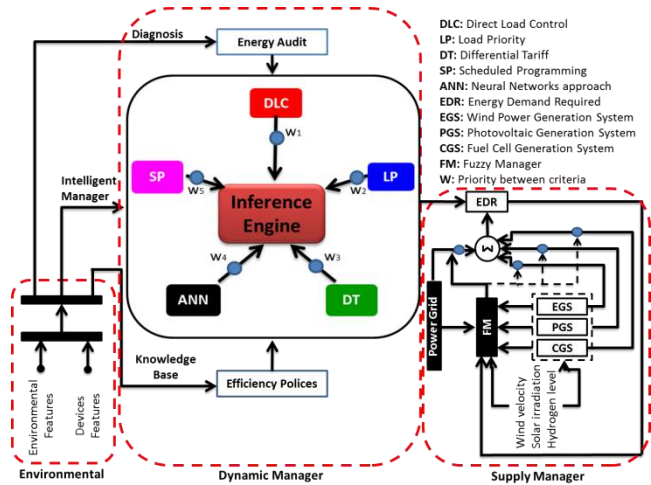 Diagnosis
Energy Audit
DLC
W1
SP
W5
LP
W2
Inference
Engine
W4
W3
ANN
DT
Intelligent
Manager
Knowledge
Base
Efficiency Polices
Environmental
Features
Devices
Features
Environmental
Dynamic Manager
DLC: Direct Load Control
LP: Load Priority
DT: Differential Tariff
SP: Scheduled Programming
ANN: Neural Networks approach
EDR: Energy Demand Required
EGS: Wind Power Generation System
PGS: Photovoltaic Generation System
CGS: Fuel Cell Generation System
FM: Fuzzy Manager
W: Priority between criteria
EDR
Σ
Power Grid
FM
EGS
PGS
CGS
Wind velocity
Solar irradiation
Hydrogen level
Supply Manager